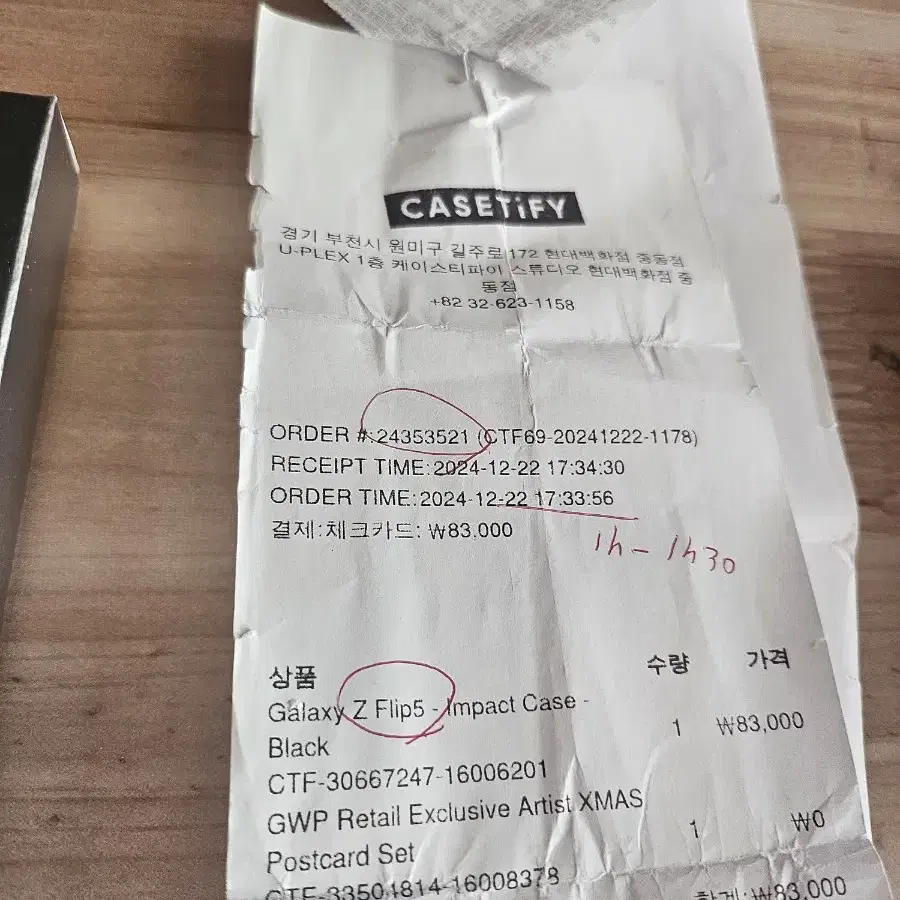 CASETiFY
경기 부천시 원미구 길주로 172 현대백화점 중동점
U-PLEX 1층 케이스티파이 스튜디오 현대백화점 중
동점
+82 32-623-1158
ORDER #:24353521 (CTF69-20241222-1178)
RECEIPT TIME:2024-12-22 17:34:30
ORDER TIME:2024-12-22 17:33:56
결제:체크카드: ₩83,000
1h - 1h30
상품 수량 가격
Galaxy Z Flip5 - Impact Case - 
Black 1 ₩83,000
CTF-30667247-16006201
GWP Retail Exclusive Artist XMAS
Postcard Set 1 ₩0
CTF-33504814-16008378
합계:₩83,000